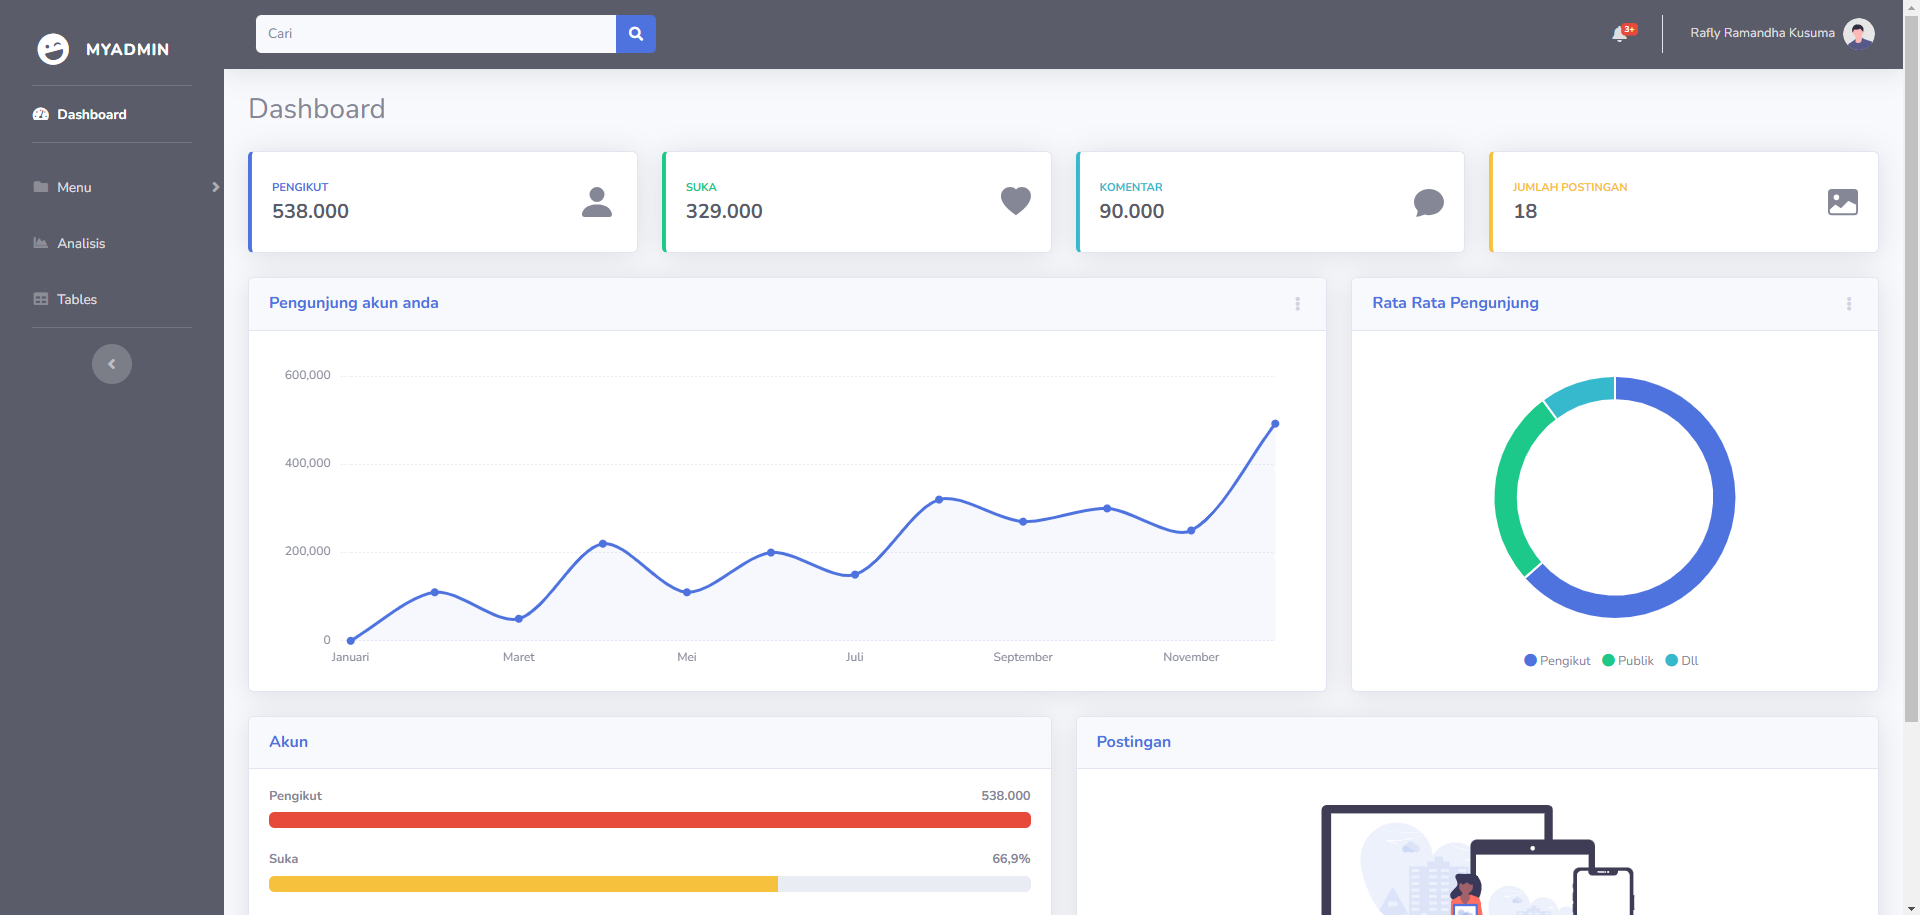 MYADMIN
Dashboard
Menu
Analisis
Tables
Cari
3+
Rafly Ramandha Kusuma
Dashboard
PENGIKUT
538.000
SUKA
329.000
KOMENTAR
90.000
JUMLAH POSTINGAN
18
Pengunjung akun anda
600,000
400,000
200,000
0
Januari
Maret
Mei
Juli
September
November
Rata Rata Pengunjung
Pengikut
Publik
Dll
Akun
Pengikut
538.000
Suka
66,9%
Postingan